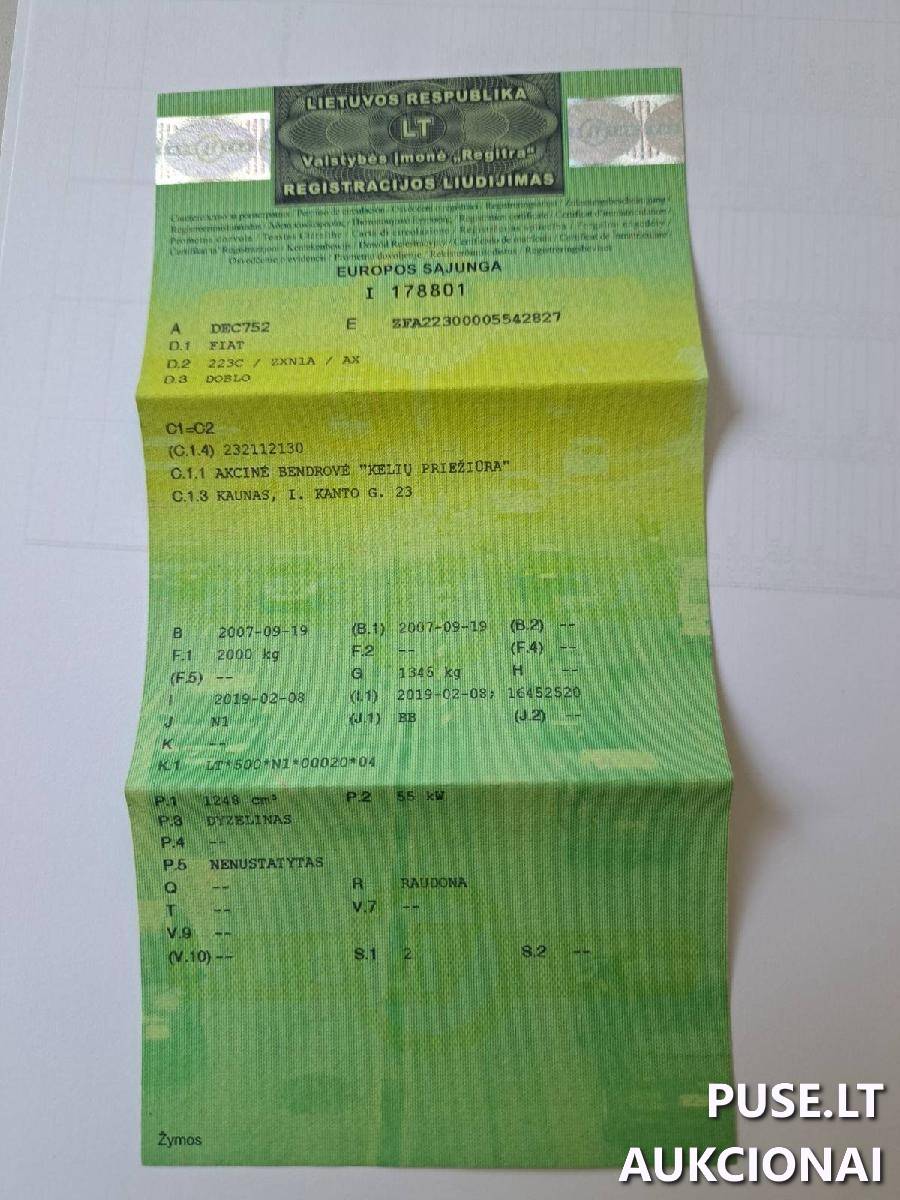 LIETUVOS RESPUBLIKA
LT
Valstybės įmonė „Regitra“
REGISTRACIJOS LIUDIJIMAS
EUROPOS SĄJUNGA
I 178801
A DEC752 E ZFA22300005542827
D.1 FIAT
D.2 223C / ZXN1A / AX
D.3 DOBLO
C1=C2
(C.1.4) 232112130
C.1.1 AKCINĖ BENDROVĖ "KELIŲ PRIEŽIŪRA"
C.1.3 KAUNAS, I. KANTO G. 23
B 2007-09-19 (B.1) 2007-09-19 (B.2) --
F.1 2000 kg F.2 -- (F.4) --
(F.5) -- G 1345 kg H --
I 2019-02-08 (I.1) 2019-02-08; 16452520
J N1 (J.1) BB (J.2) --
K --
K.1 LT*500*N1*00020*04
P.1 1248 cm³ P.2 55 kW
P.3 DYZELINAS
P.4 --
P.5 NENUSTATYTAS
Q -- R RAUDONA
T -- V.7 --
V.9 --
(V.10) -- S.1 2 S.2 --
Žymos
PUSE.LT
AUKCIONAI